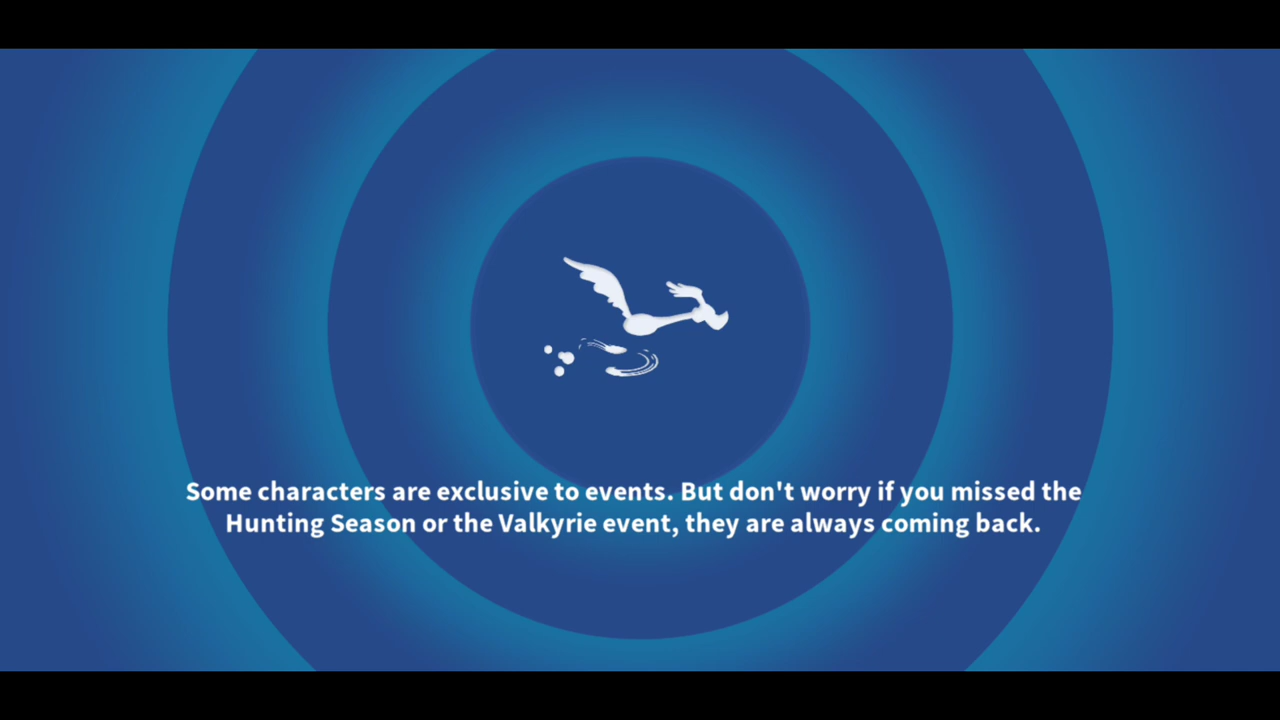 Some characters are exclusive to events. But don't worry if you missed the
Hunting Season or the Valkyrie event, they are always coming back.